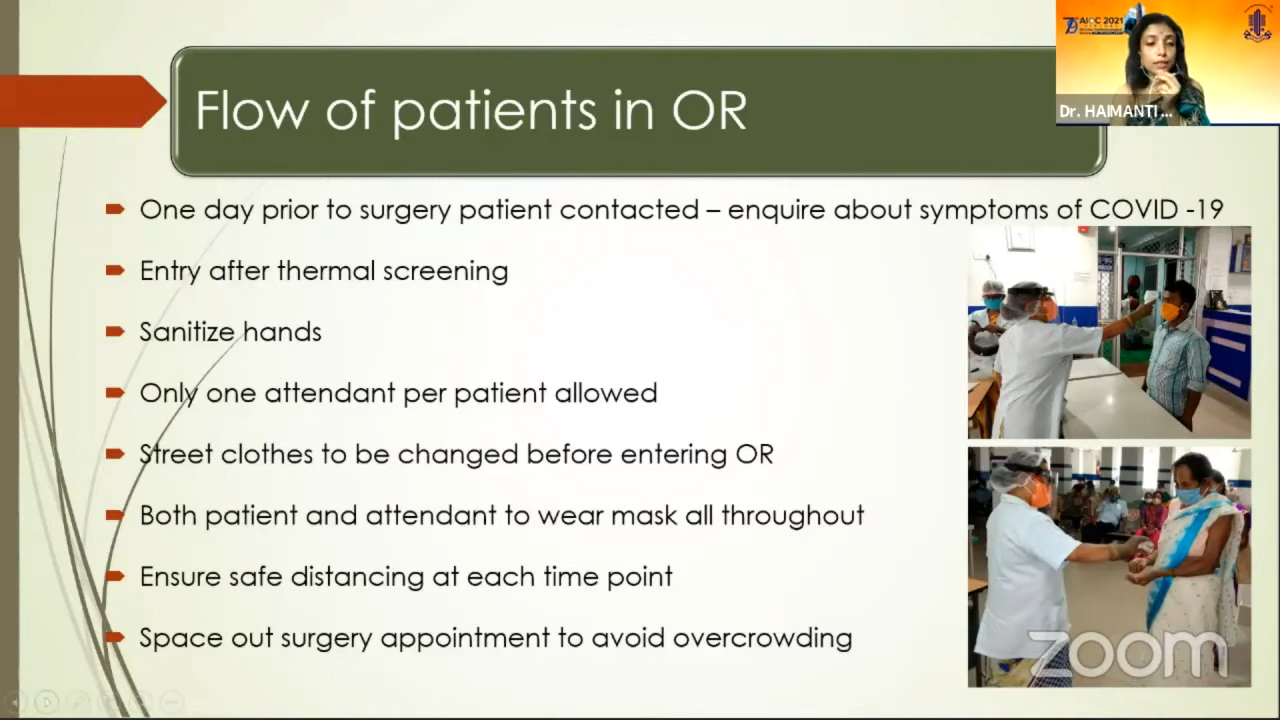 AIOC 2021
Dr. HAIMANTI ...
Flow of patients in OR
One day prior to surgery patient contacted – enquire about symptoms of COVID -19
Entry after thermal screening
Sanitize hands
Only one attendant per patient allowed
Street clothes to be changed before entering OR
Both patient and attendant to wear mask all throughout
Ensure safe distancing at each time point
Space out surgery appointment to avoid overcrowding
zoom